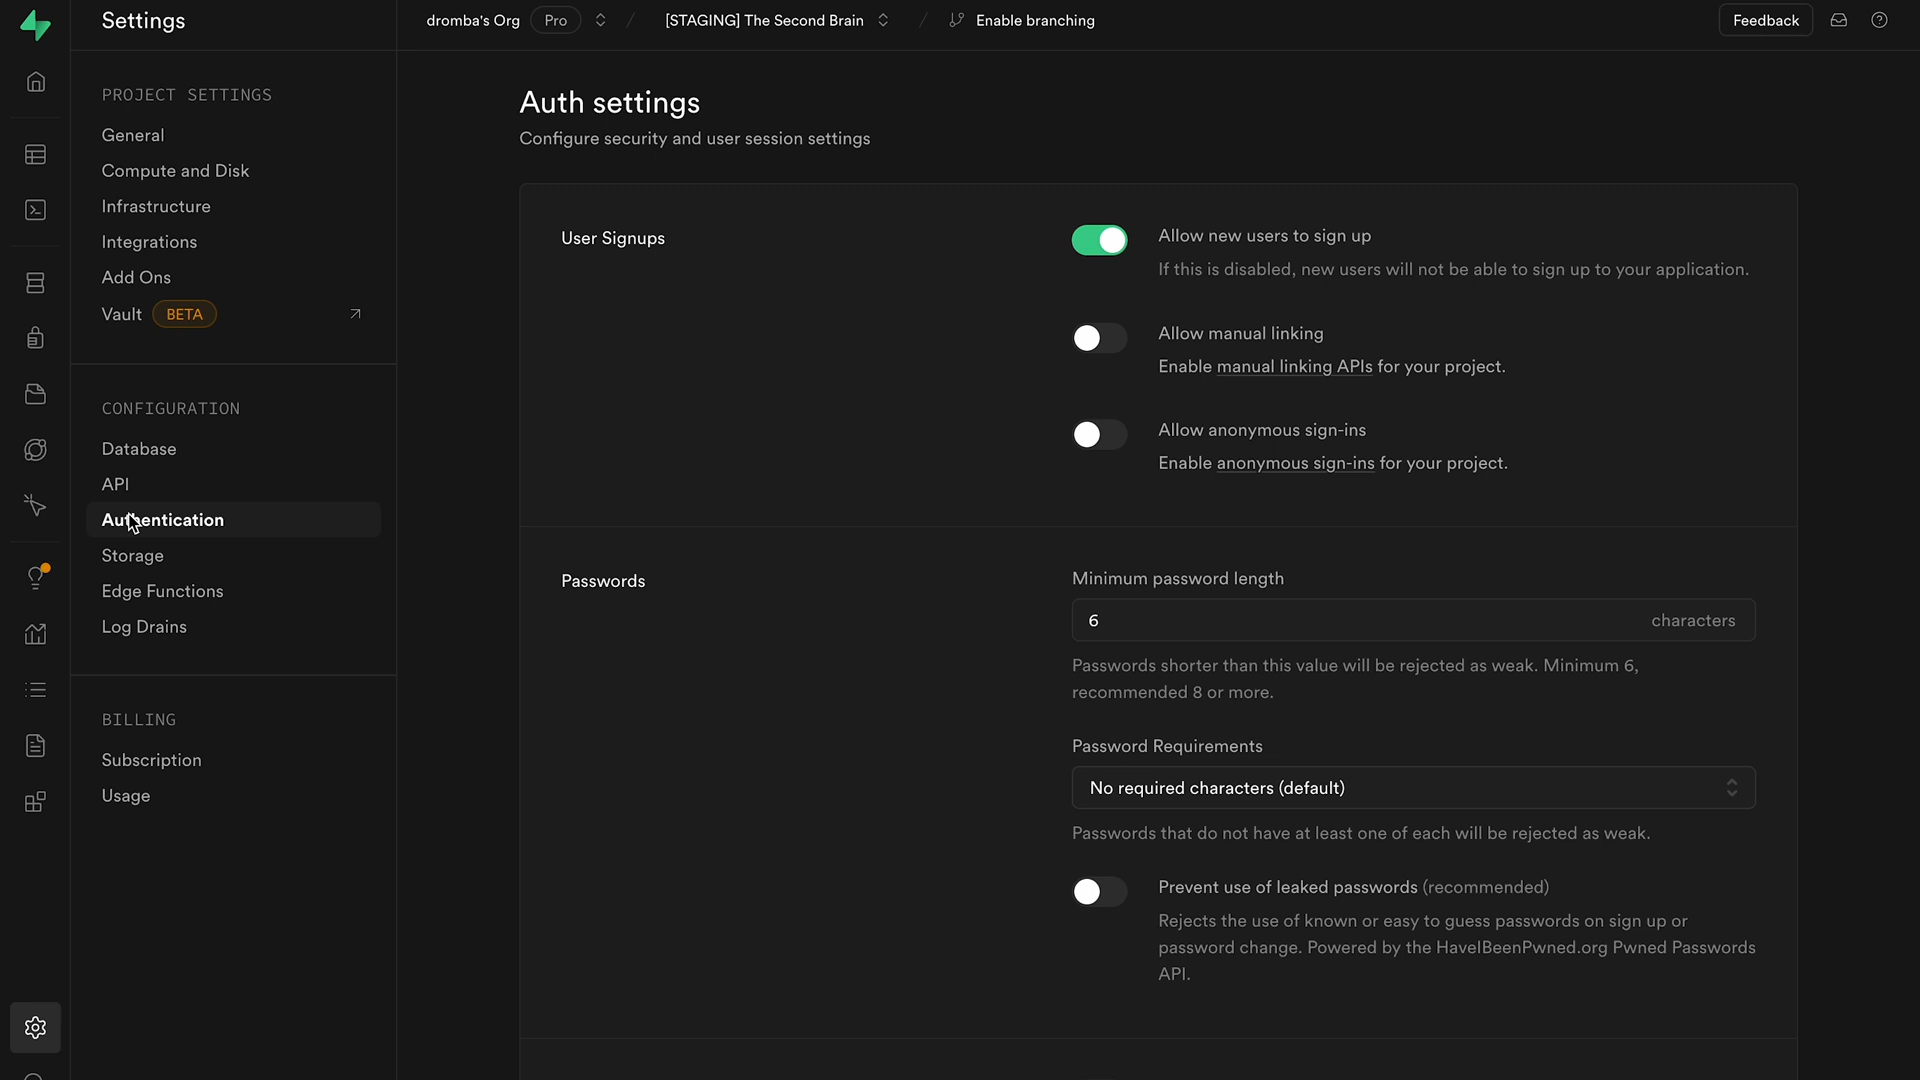 Settings
dromba's Org
Pro
[STAGING] The Second Brain
Enable branching
Feedback
PROJECT SETTINGS
General
Compute and Disk
Infrastructure
Integrations
Add Ons
Vault
BETA
CONFIGURATION
Database
API
Authentication
Storage
Edge Functions
Log Drains
BILLING
Subscription
Usage
Auth settings
Configure security and user session settings
User Signups
Allow new users to sign up
If this is disabled, new users will not be able to sign up to your application.
Allow manual linking
Enable manual linking APIs for your project.
Allow anonymous sign-ins
Enable anonymous sign-ins for your project.
Passwords
Minimum password length
6
characters
Passwords shorter than this value will be rejected as weak. Minimum 6,
recommended 8 or more.
Password Requirements
No required characters (default)
Passwords that do not have at least one of each will be rejected as weak.
Prevent use of leaked passwords (recommended)
Rejects the use of known or easy to guess passwords on sign up or
password change. Powered by the HaveIBeenPwned.org Pwned Passwords
API.